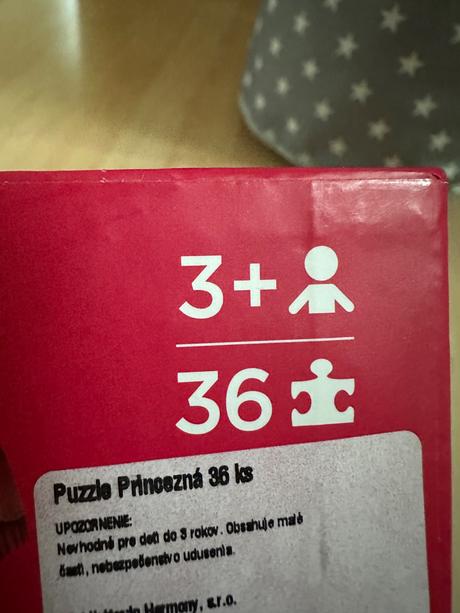 3+
36
Puzzle Princezná 36 ks
UPOZORNENIE:
Nevhodné pre deti do 3 rokov. Obsahuje malé
časti, nebezpečenstvo udusenia.
Harmony, s.r.o.